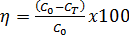 η = (C₀−C_T)/C₀ x100